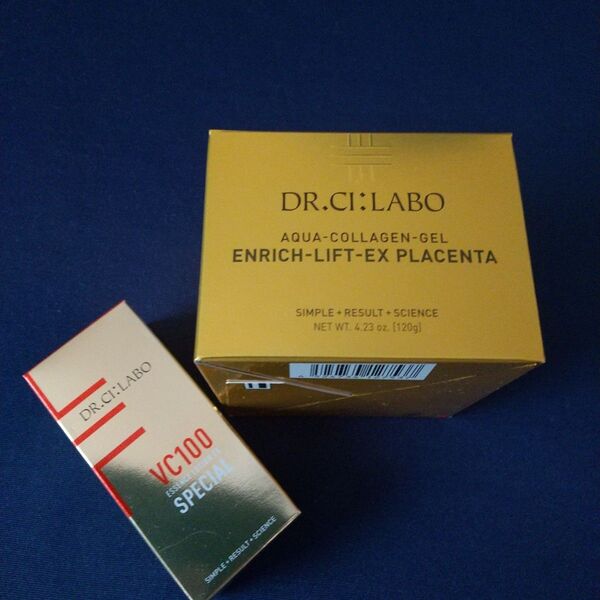 DR.CI:LABO
AQUA-COLLAGEN-GEL
ENRICH-LIFT-EX PLACENTA
SIMPLE + RESULT + SCIENCE
NET WT. 4.23 oz. [120g]
DR.CI:LABO
VC100
SPECIAL
SIMPLE + RESULT + SCIENCE